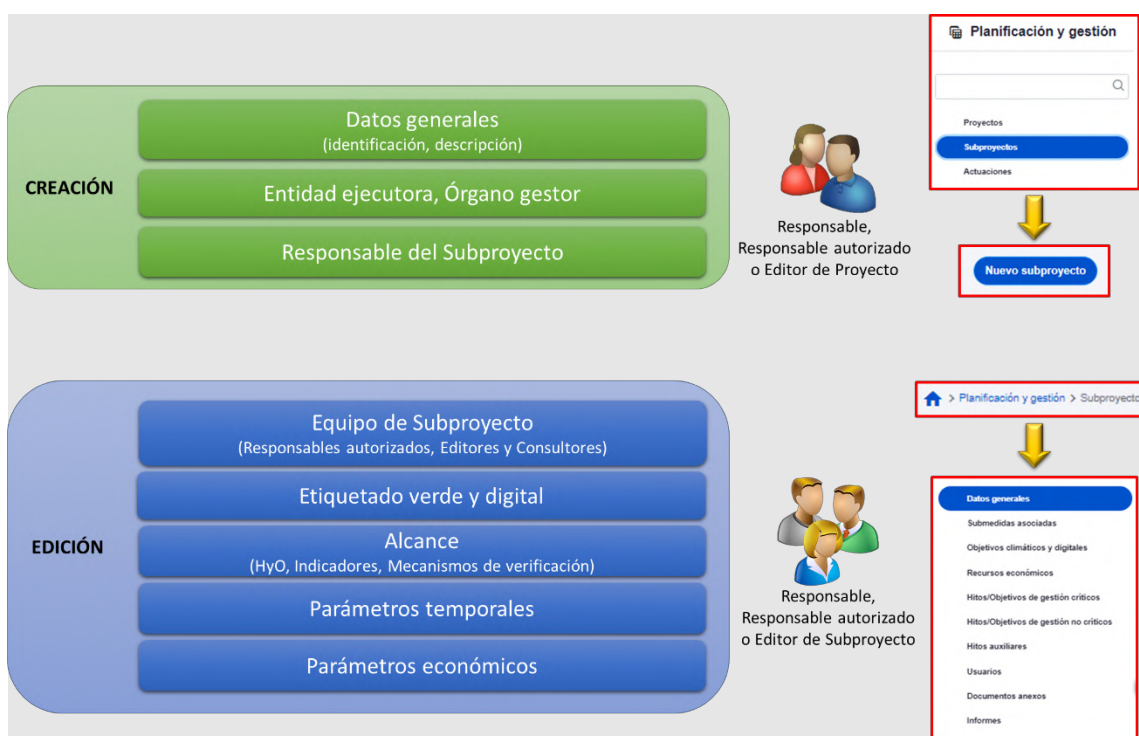 Planificación y gestión
Proyectos
Subproyectos
Actuaciones
Nuevo subproyecto
CREACIÓN
Datos generales
(identificación, descripción)
Entidad ejecutora, Órgano gestor
Responsable del Subproyecto
Responsable,
Responsable autorizado
o Editor de Proyecto
> Planificación y gestión > Subproyecto
EDICIÓN
Equipo de Subproyecto
(Responsables autorizados, Editores y Consultores)
Etiquetado verde y digital
Alcance
(HyO, Indicadores, Mecanismos de verificación)
Parámetros temporales
Parámetros económicos
Responsable,
Responsable autorizado
o Editor de Subproyecto
Datos generales
Submedidas asociadas
Objetivos climáticos y digitales
Recursos económicos
Hitos/Objetivos de gestión críticos
Hitos/Objetivos de gestión no críticos
Hitos auxiliares
Usuarios
Documentos anexos
Informes